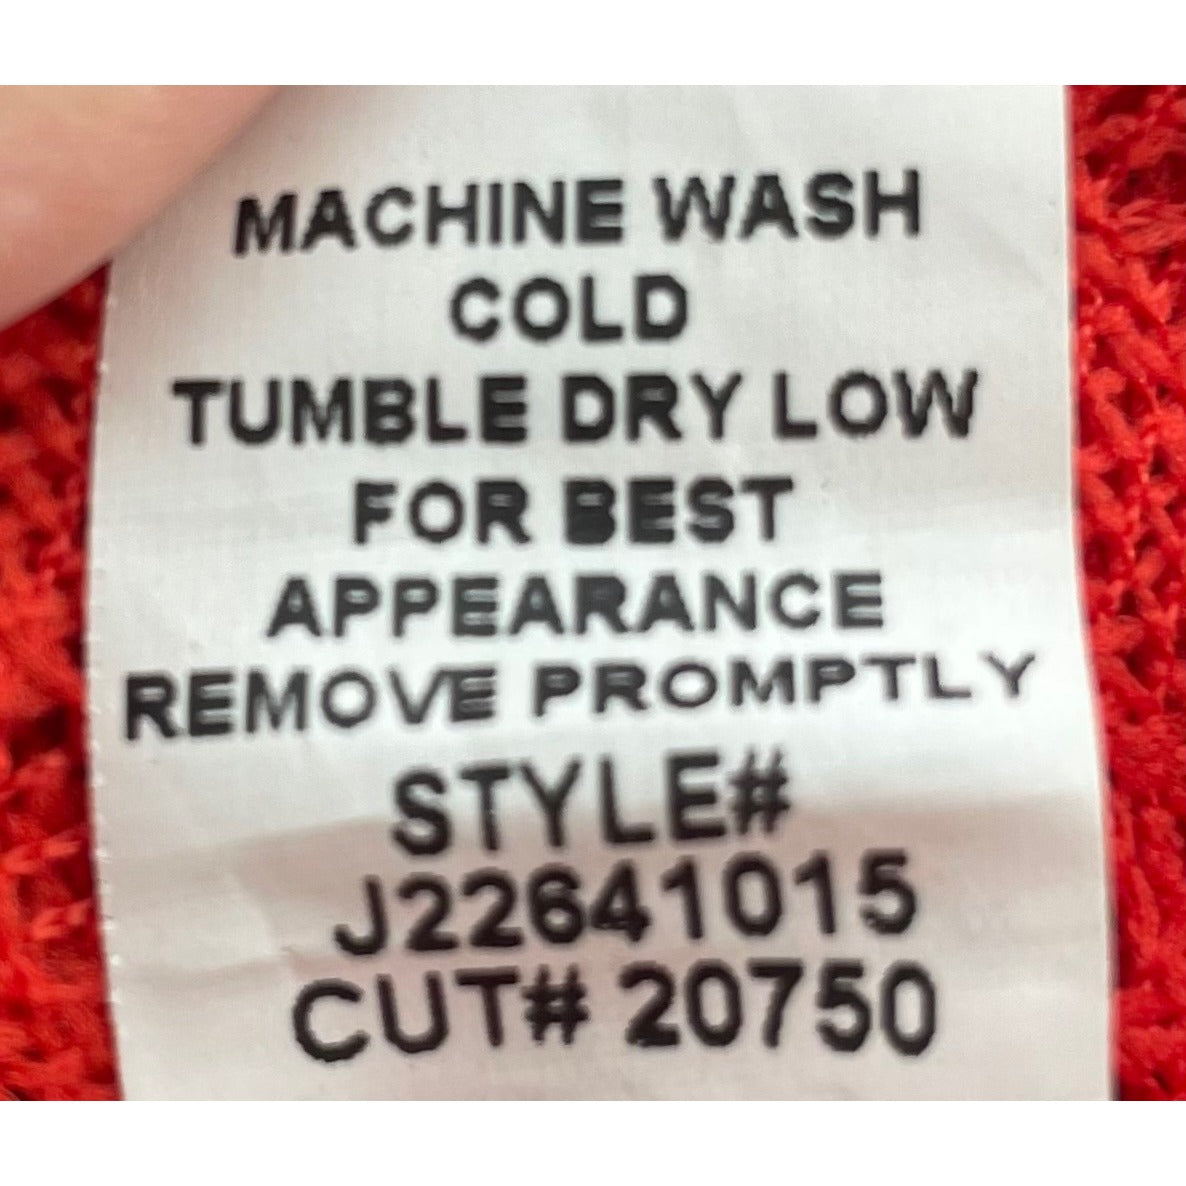 MACHINE WASH
COLD
TUMBLE DRY LOW
FOR BEST
APPEARANCE
REMOVE PROMPTLY
STYLE#
J22641015
CUT# 20750